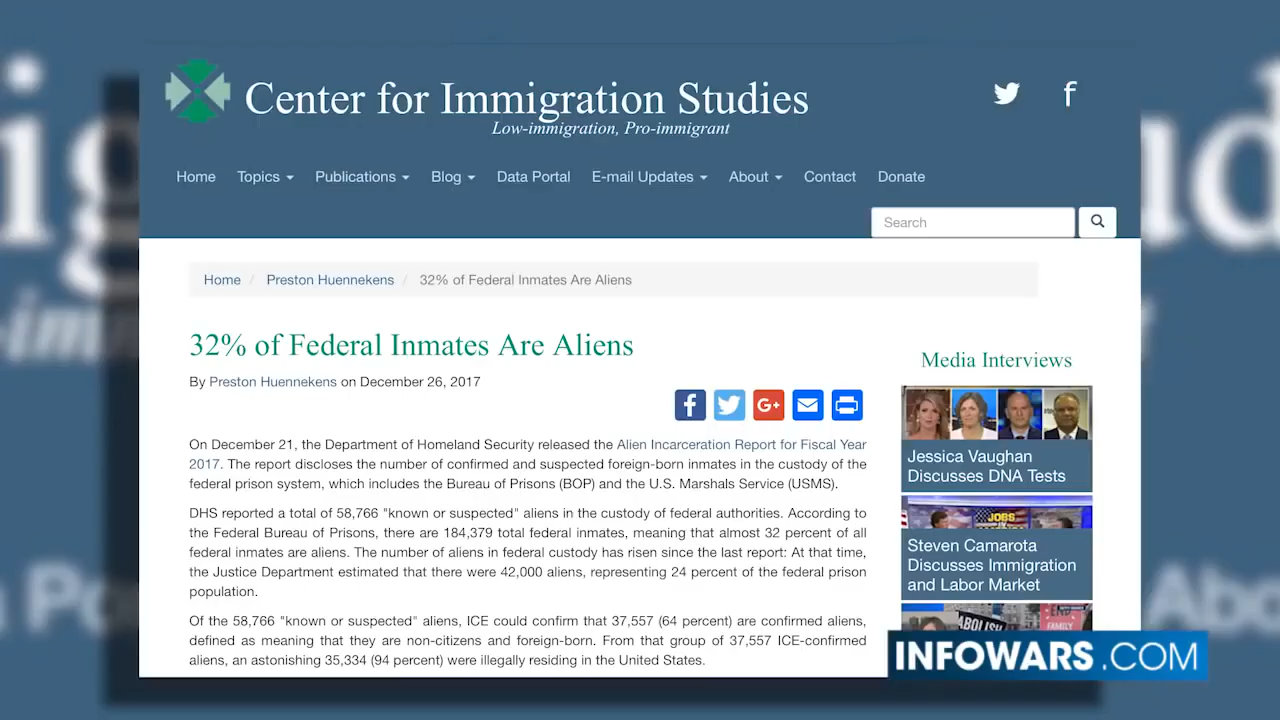 Center for Immigration Studies
Low-immigration, Pro-immigrant
f
Home Topics Publications Blog Data Portal E-mail Updates About Contact Donate
Search
Home / Preston Huennekens / 32% of Federal Inmates Are Aliens
32% of Federal Inmates Are Aliens
By Preston Huennekens on December 26, 2017
f G+
On December 21, the Department of Homeland Security released the Alien Incarceration Report for Fiscal Year
2017. The report discloses the number of confirmed and suspected foreign-born inmates in the custody of the
federal prison system, which includes the Bureau of Prisons (BOP) and the U.S. Marshals Service (USMS).
DHS reported a total of 58,766 "known or suspected" aliens in the custody of federal authorities. According to
the Federal Bureau of Prisons, there are 184,379 total federal inmates, meaning that almost 32 percent of all
federal inmates are aliens. The number of aliens in federal custody has risen since the last report: At that time,
the Justice Department estimated that there were 42,000 aliens, representing 24 percent of the federal prison
population.
Of the 58,766 "known or suspected" aliens, ICE could confirm that 37,557 (64 percent) are confirmed aliens,
defined as meaning that they are non-citizens and foreign-born. From that group of 37,557 ICE-confirmed
aliens, an astonishing 35,334 (94 percent) were illegally residing in the United States.
Media Interviews
Jessica Vaughan
Discusses DNA Tests
JOBS
Steven Camarota
Discusses Immigration
and Labor Market
ABOLISH
FAMILY
INFOWARS.COM